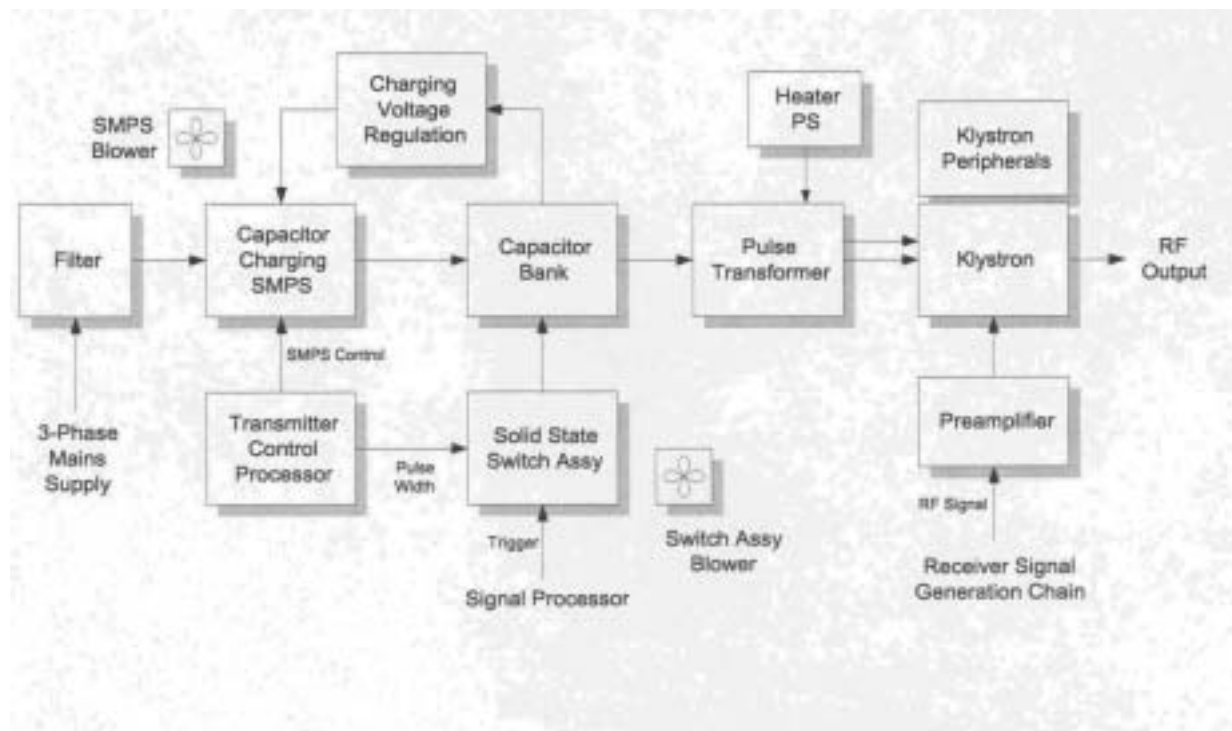 Charging
Voltage
Regulation
Heater
PS
Klystron
Peripherals
SMPS
Blower
Filter
Capacitor
Charging
SMPS
Capacitor
Bank
Pulse
Transformer
Klystron
RF
Output
SMPS Control
3-Phase
Mains
Supply
Transmitter
Control
Processor
Pulse
Width
Solid State
Switch Assy
Preamplifier
Trigger
Switch Assy
Blower
RF Signal
Signal Processor
Receiver Signal
Generation Chain